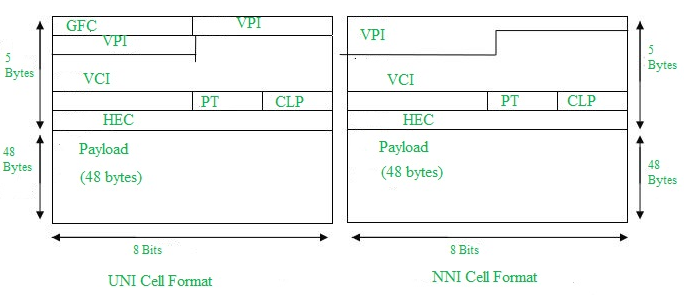 GFC
VPI
VPI
VCI
PT
CLP
HEC
Payload
(48 bytes)
5
Bytes
48
Bytes
8 Bits
UNI Cell Format
VPI
VCI
PT
CLP
HEC
Payload
(48 bytes)
5
Bytes
48
Bytes
8 Bits
NNI Cell Format